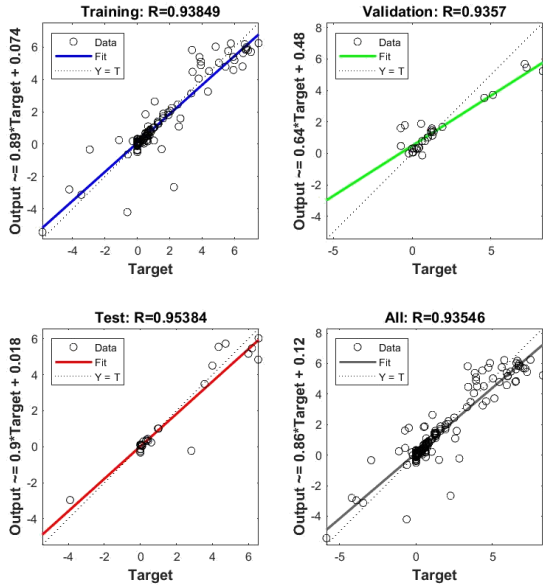 Training: R=0.93849
Output ~= 0.89*Target + 0.074
6
4
2
0
-2
-4
Data
Fit
Y = T
-4
-2
0
2
4
6
Target
Validation: R=0.9357
Output ~= 0.64*Target + 0.48
8
6
4
2
0
-2
-4
Data
Fit
Y = T
-5
0
5
Target
Test: R=0.95384
Output ~= 0.9*Target + 0.018
6
4
2
0
-2
-4
Data
Fit
Y = T
-4
-2
0
2
4
6
Target
All: R=0.93546
Output ~= 0.86*Target + 0.12
8
6
4
2
0
-2
-4
Data
Fit
Y = T
-5
0
5
Target